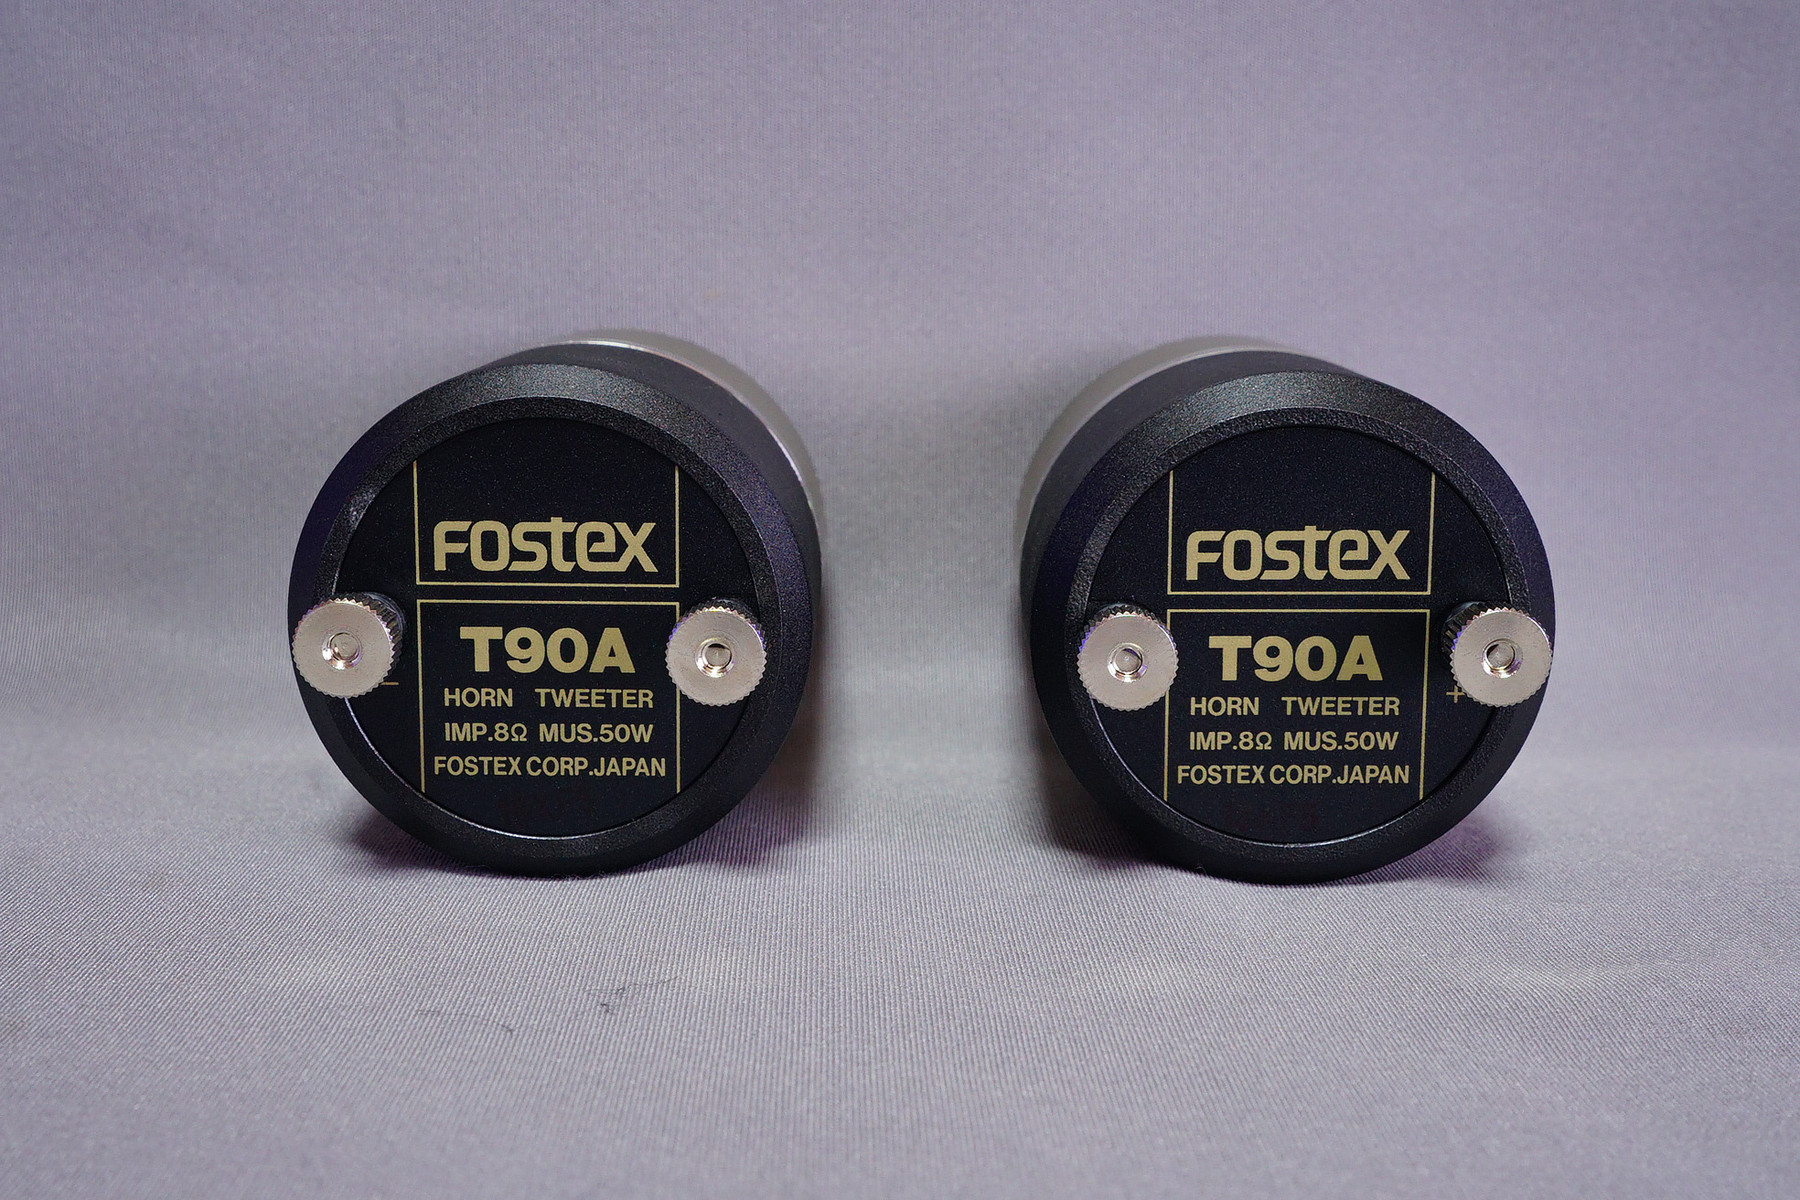 FOSTEX
T90A
HORN TWEETER
IMP.8Ω MUS.50W
FOSTEX CORP.JAPAN
−
FOSTEX
T90A
HORN TWEETER
IMP.8Ω MUS.50W
FOSTEX CORP.JAPAN
+